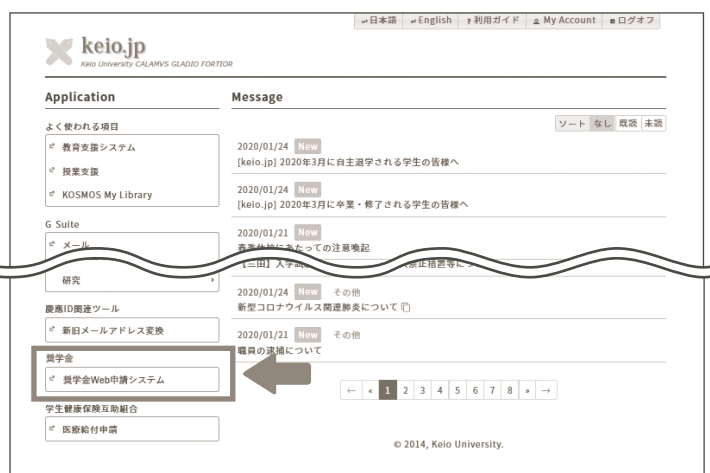 日本語 English 利用ガイド My Account ログオフ
keio.jp
Keio University CALAMVS GLADIO FORTIOR
Application
よく使われる項目
教育支援システム
授業支援
KOSMOS My Library
G Suite
メール
研究
慶應ID関連ツール
新旧メールアドレス変換
奨学金
奨学金Web申請システム
学生健康保険互助組合
医療給付申請
Message
ソート なし 既読 未読
2020/01/24 New
[keio.jp] 2020年3月に自主退学される学生の皆様へ
2020/01/24 New
[keio.jp] 2020年3月に卒業・修了される学生の皆様へ
2020/01/21 New
春季休校にあたっての注意喚起
【三田】入学試
2020/01/24 New その他
新型コロナウイルス関連肺炎について
2020/01/21 New その他
職員の逮捕について
← « 1 2 3 4 5 6 7 8 » →
© 2014, Keio University.